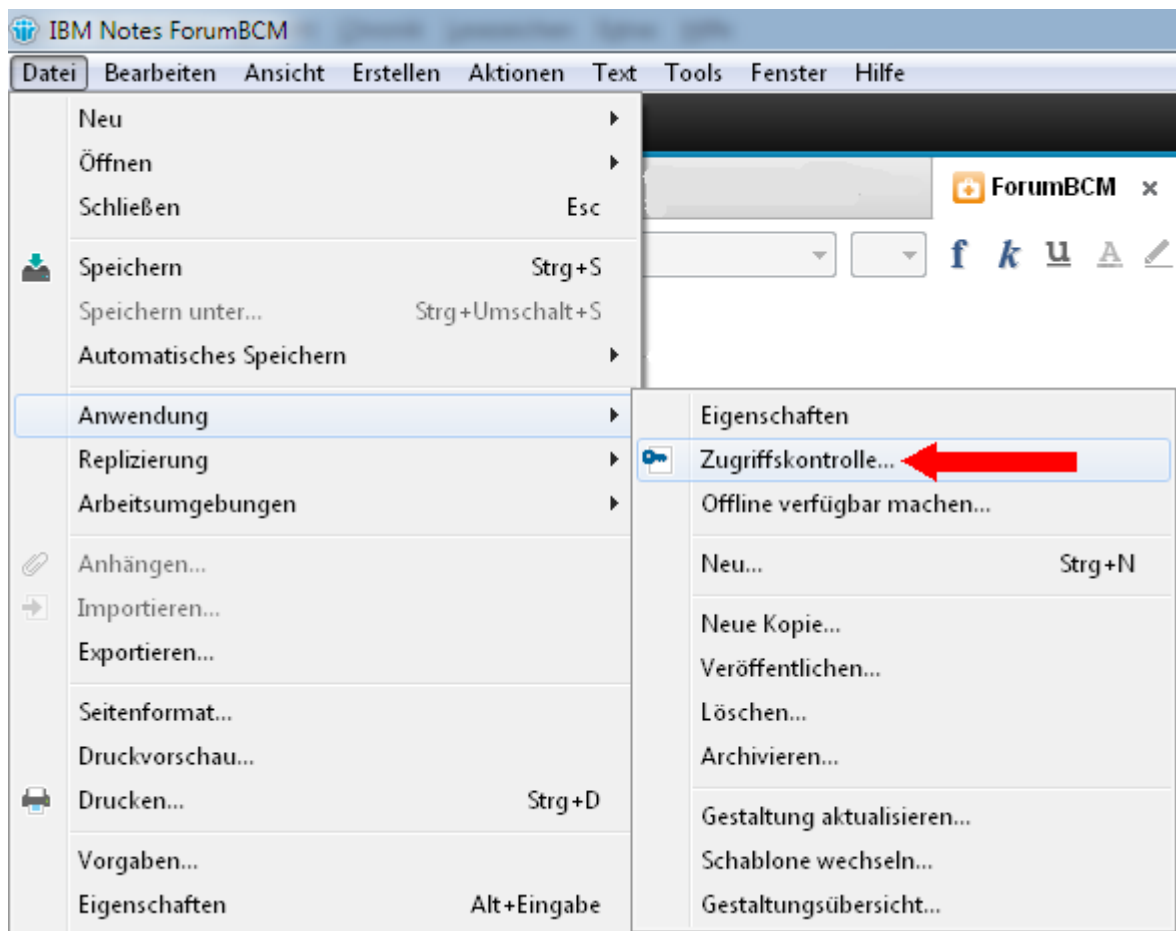 IBM Notes ForumBCM
Datei Bearbeiten Ansicht Erstellen Aktionen Text Tools Fenster Hilfe
ForumBCM
f k u A
Neu
Öffnen
Schließen Esc
Speichern Strg+S
Speichern unter... Strg+Umschalt+S
Automatisches Speichern
Anwendung
Replizierung
Arbeitsumgebungen
Anhängen...
Importieren...
Exportieren...
Seitenformat...
Druckvorschau...
Drucken... Strg+D
Vorgaben...
Eigenschaften Alt+Eingabe
Eigenschaften
Zugriffskontrolle...
Offline verfügbar machen...
Neu... Strg+N
Neue Kopie...
Veröffentlichen...
Löschen...
Archivieren...
Gestaltung aktualisieren...
Schablone wechseln...
Gestaltungsübersicht...